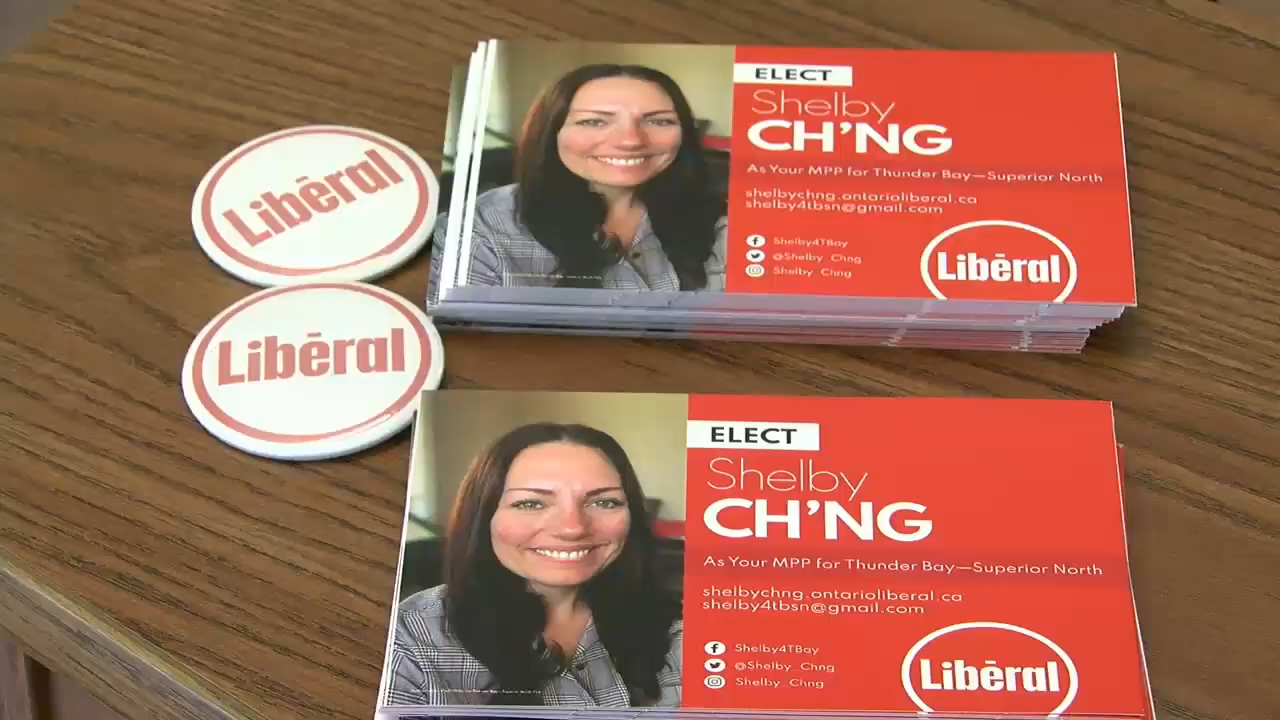 Libēral
Libēral
ELECT
Shelby
CH'NG
As Your MPP for Thunder Bay—Superior North
shelbychng.ontarioliberal.ca
shelby4tbsn@gmail.com
Shelby4TBay
@Shelby_Chng
Shelby_Chng
Libēral
ELECT
Shelby
CH'NG
As Your MPP for Thunder Bay—Superior North
shelbychng.ontarioliberal.ca
shelby4tbsn@gmail.com
Shelby4TBay
@Shelby_Chng
Shelby_Chng
Libēral